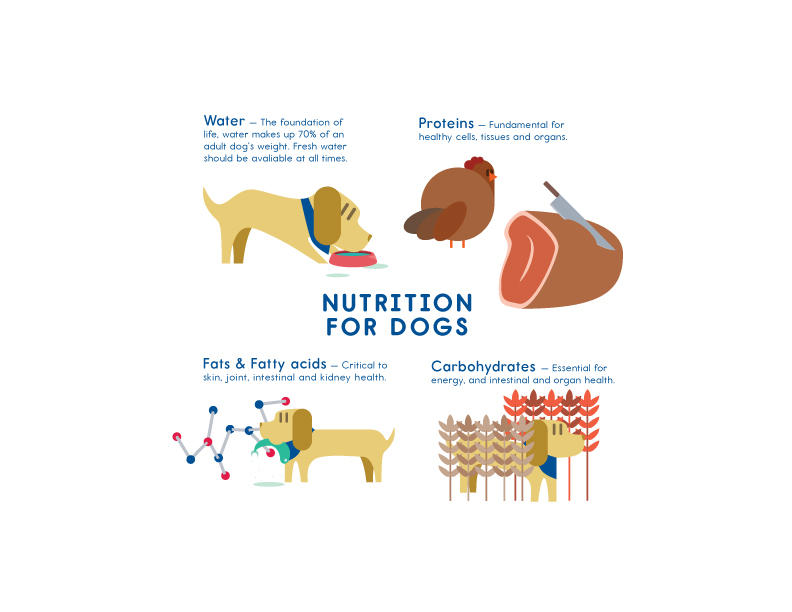 Water – The foundation of
life, water makes up 70% of an
adult dog's weight. Fresh water
should be avaliable at all times.
Proteins – Fundamental for
healthy cells, tissues and organs.
NUTRITION
FOR DOGS
Fats & Fatty acids – Critical to
skin, joint, intestinal and kidney health.
Carbohydrates – Essential for
energy, and intestinal and organ health.